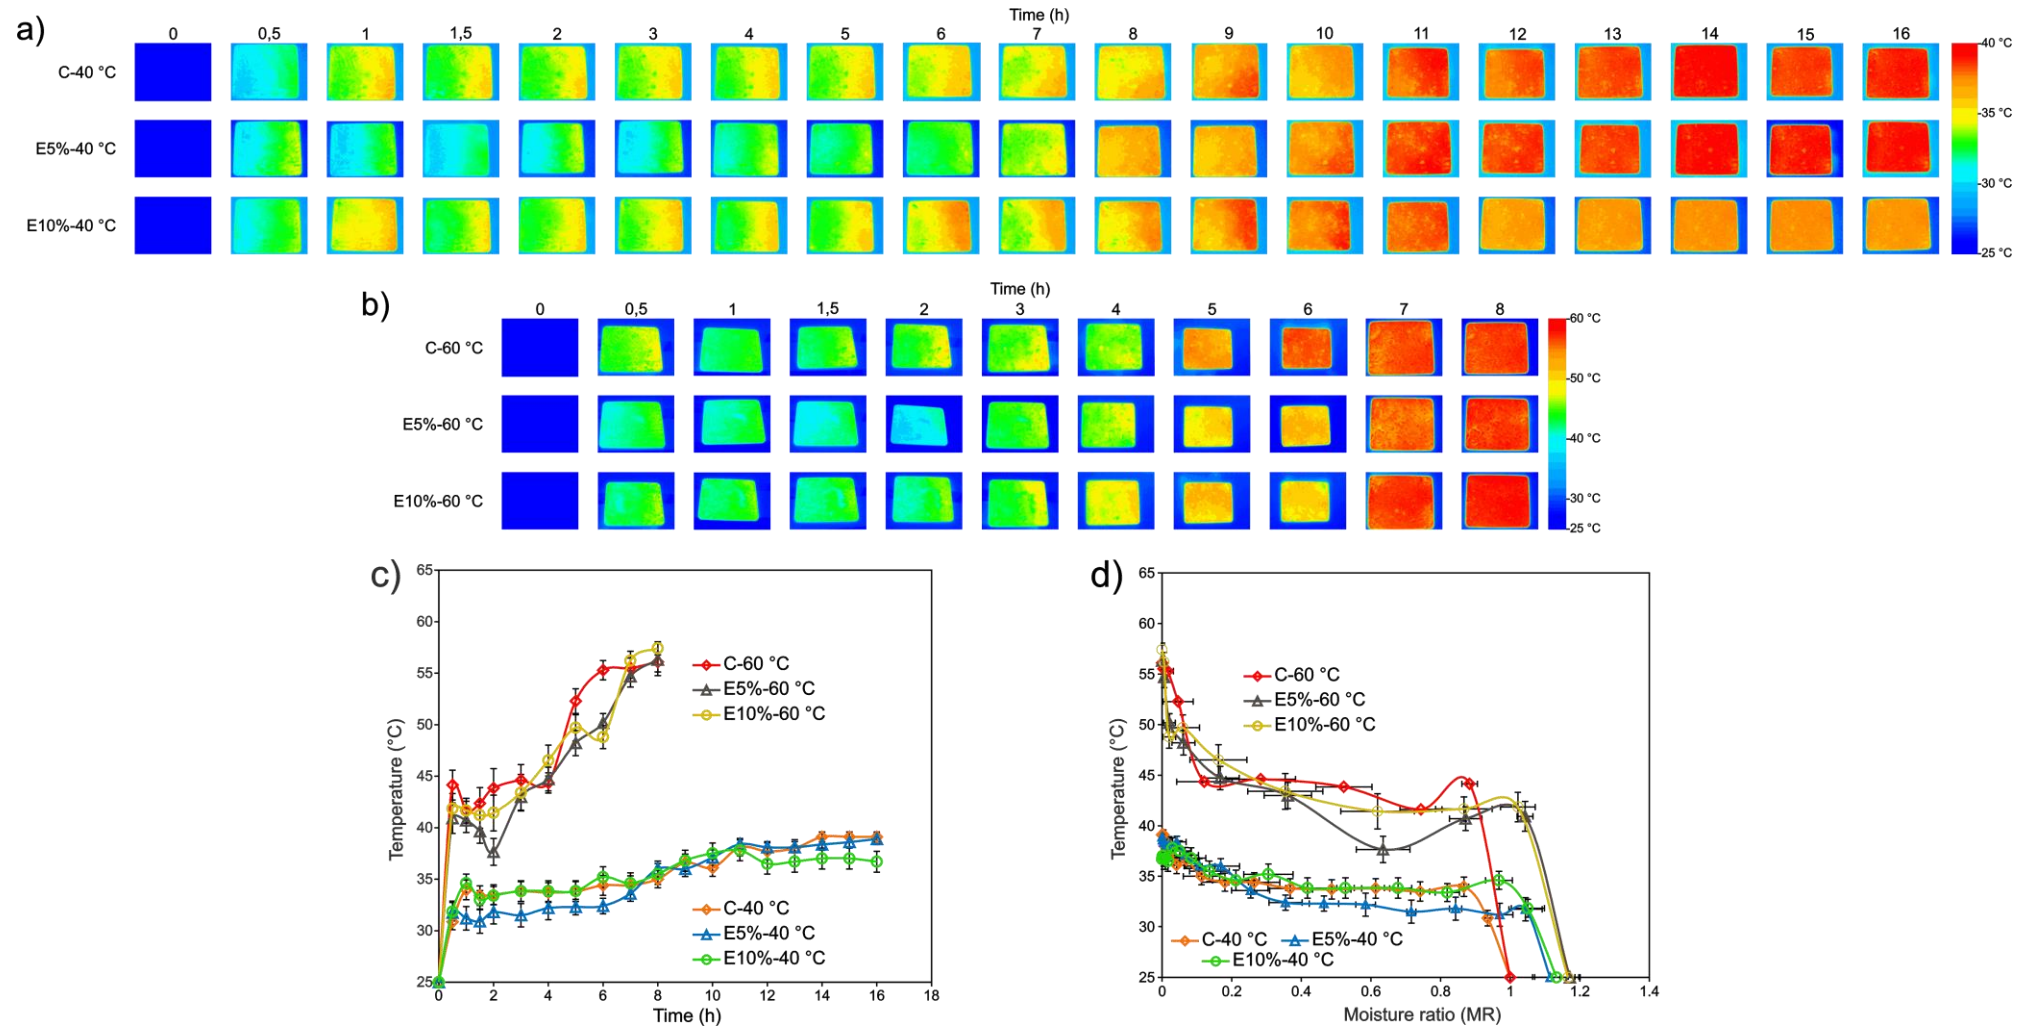 a)
Time (h)
0 0,5 1 1,5 2 3 4 5 6 7 8 9 10 11 12 13 14 15 16
C-40 °C
E5%-40 °C
E10%-40 °C
40 °C
35 °C
30 °C
25 °C
b)
Time (h)
0 0,5 1 1,5 2 3 4 5 6 7 8
C-60 °C
E5%-60 °C
E10%-60 °C
60 °C
50 °C
40 °C
30 °C
25 °C
c)
65
60
55
50
45
40
35
30
25
Temperature (°C)
C-60 °C
E5%-60 °C
E10%-60 °C
C-40 °C
E5%-40 °C
E10%-40 °C
0 2 4 6 8 10 12 14 16 18
Time (h)
d)
65
60
55
50
45
40
35
30
25
Temperature (°C)
C-60 °C
E5%-60 °C
E10%-60 °C
C-40 °C E5%-40 °C
E10%-40 °C
0 0.2 0.4 0.6 0.8 1 1.2 1.4
Moisture ratio (MR)